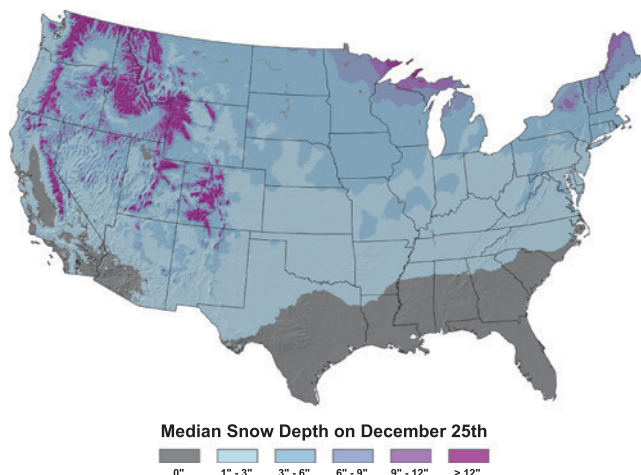 Median Snow Depth on December 25th
0" 1" - 3" 3" - 6" 6" - 9" 9" - 12" > 12"